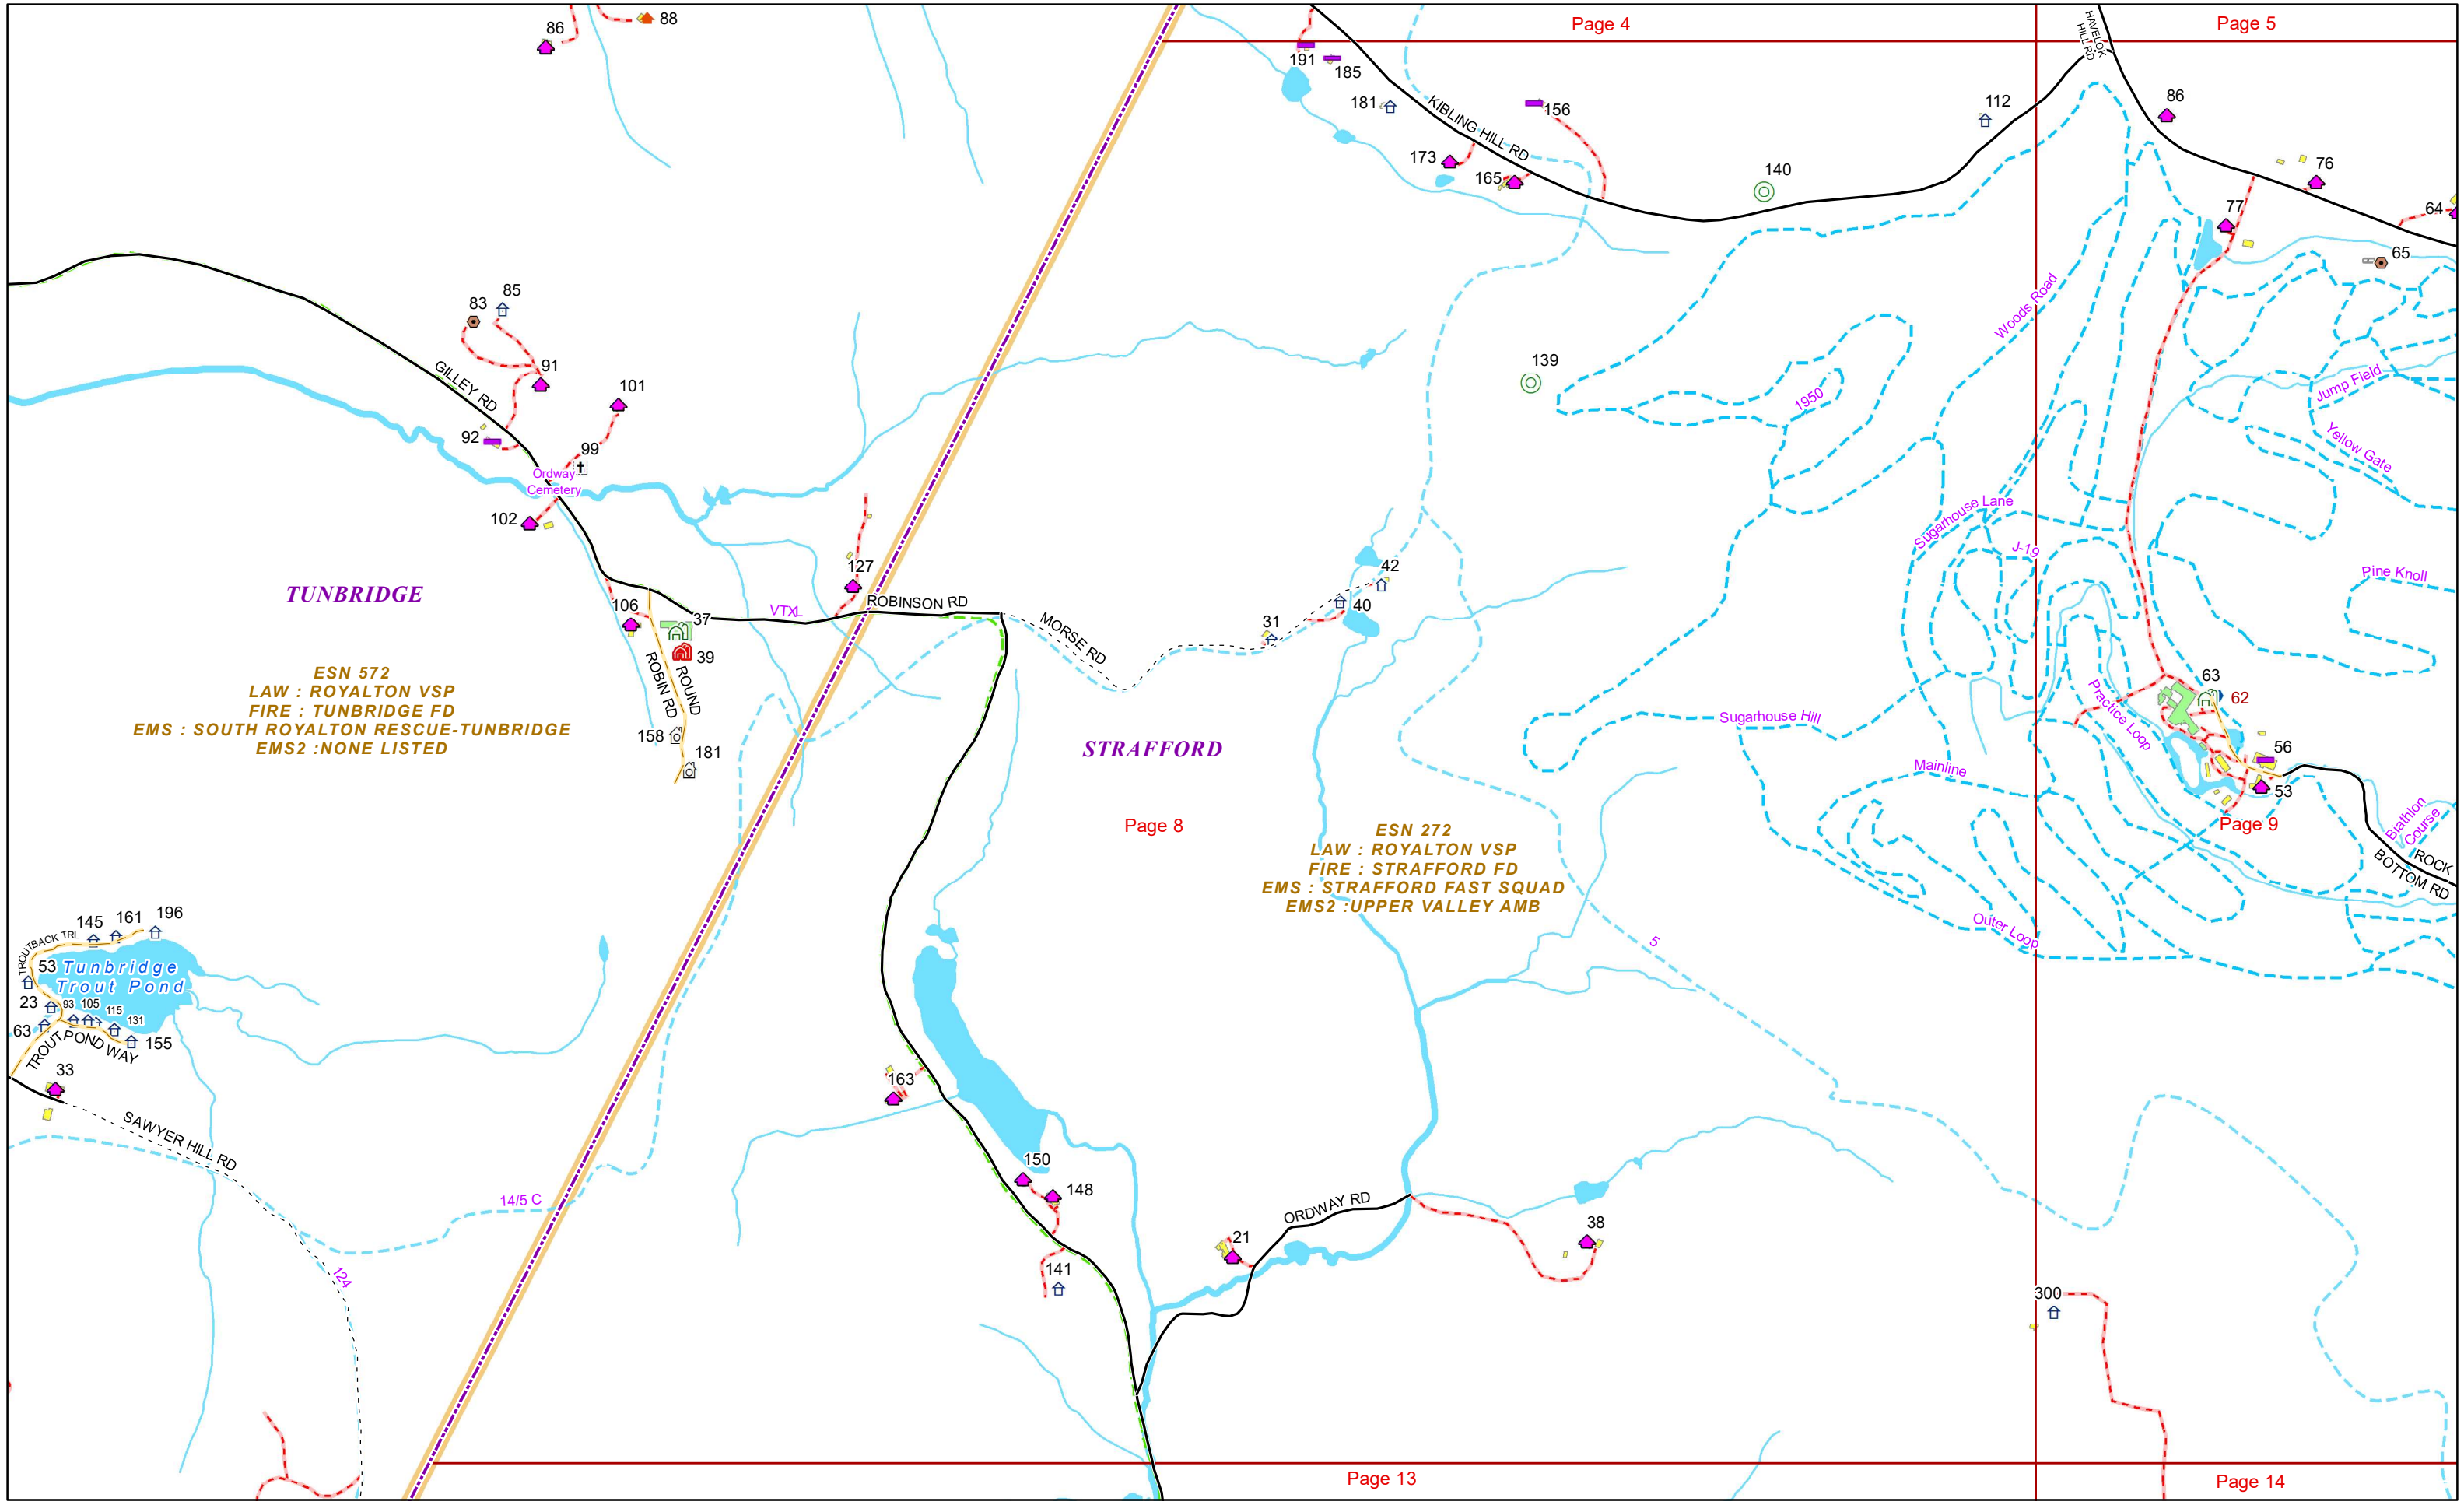 86
88
Page 4
Page 5
HAVELOK
HILL RD
191
185
181
KIBLING HILL RD
156
173
165
112
86
140
76
77
64
65
83
85
GILLEY RD
91
101
92
99
Ordway
Cemetery
102
139
Woods Road
1950
Jump Field
Yellow Gate
Sugarhouse Lane
J-19
Pine Knoll
TUNBRIDGE
127
ROBINSON RD
VTXL
106
37
39
ROUND
ROBIN RD
158
181
MORSE RD
31
42
40
ESN 572
LAW : ROYALTON VSP
FIRE : TUNBRIDGE FD
EMS : SOUTH ROYALTON RESCUE-TUNBRIDGE
EMS2 :NONE LISTED
STRAFFORD
Page 8
ESN 272
LAW : ROYALTON VSP
FIRE : STRAFFORD FD
EMS : STRAFFORD FAST SQUAD
EMS2 :UPPER VALLEY AMB
Sugarhouse Hill
Mainline
Outer Loop
Practice Loop
63
62
56
53
Page 9
Biathlon
Course
ROCK
BOTTOM RD
5
145
161
196
TROUTBACK TRL
53
Tunbridge
Trout Pond
23
93
105
115
131
63
155
TROUT POND WAY
33
SAWYER HILL RD
14/5 C
124
163
150
148
141
21
ORDWAY RD
38
300
Page 13
Page 14